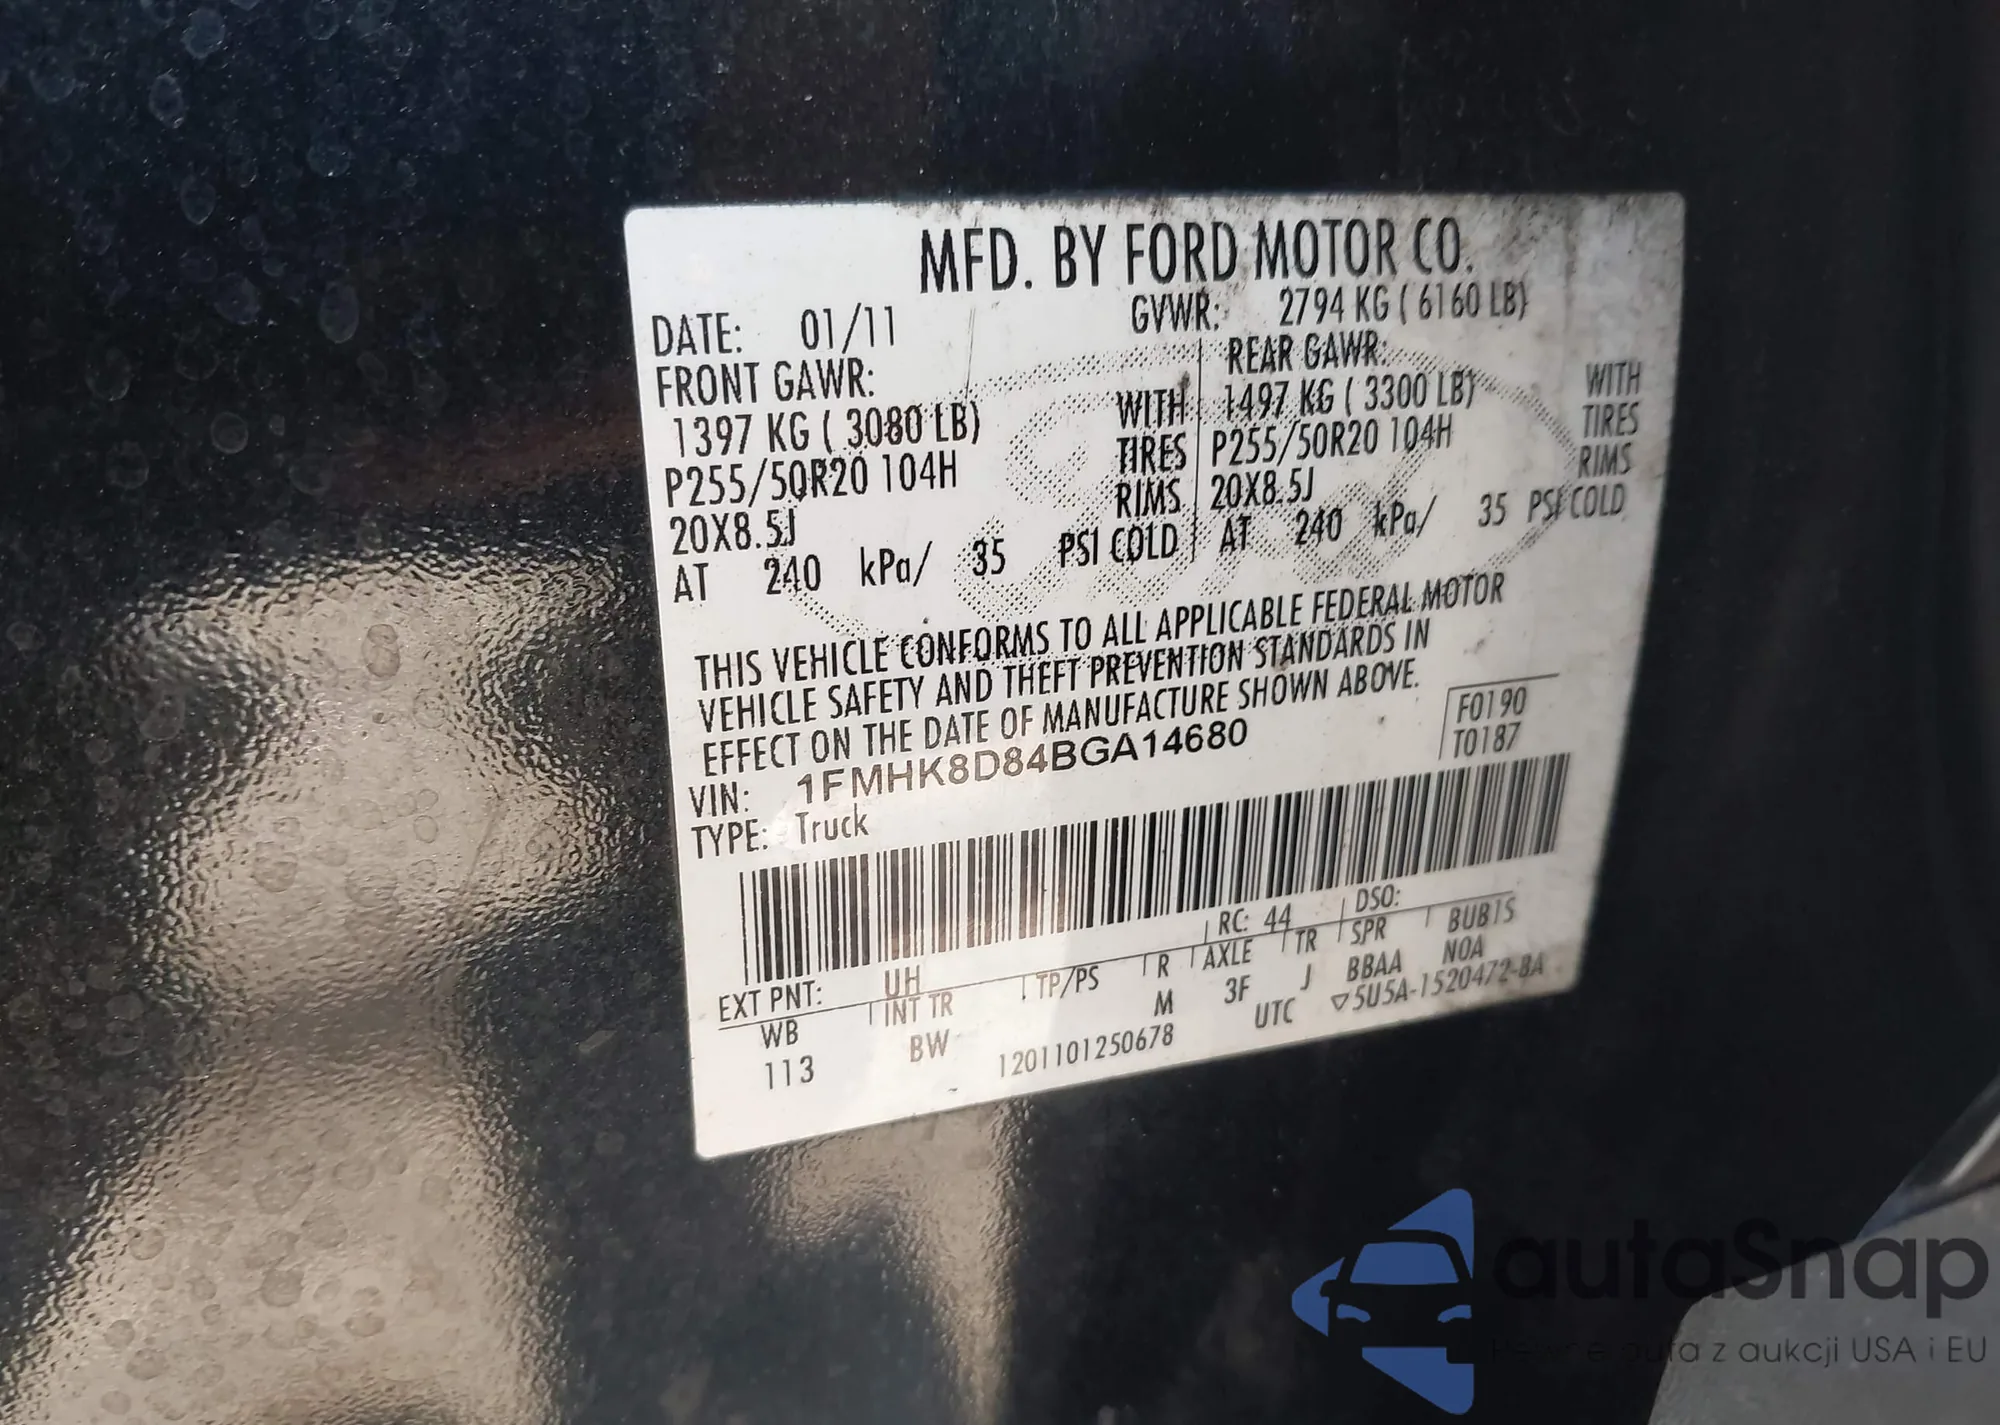 MFD. BY FORD MOTOR CO.
DATE: 01/11 GVWR: 2794 KG ( 6160 LB)
FRONT GAWR: REAR GAWR:
1397 KG ( 3080 LB) WITH 1497 KG ( 3300 LB) WITH
P255/50R20 104H TIRES P255/50R20 104H TIRES
20X8.5J RIMS 20X8.5J RIMS
AT 240 kPa/ 35 PSI COLD AT 240 kPa/ 35 PSI COLD
THIS VEHICLE CONFORMS TO ALL APPLICABLE FEDERAL MOTOR
VEHICLE SAFETY AND THEFT PREVENTION STANDARDS IN
EFFECT ON THE DATE OF MANUFACTURE SHOWN ABOVE.
F0190
T0187
VIN: 1FMHK8D84BGA14680
TYPE: Truck
EXT PNT: UH RC: 44 DSO:
WB INT TR TP/PS R AXLE TR SPR BUB1S
113 BW M 3F J BBAA NOA
1201101250678 UTC ▽5U5A-1520472-BA
autaSnap
auta z aukcji USA i EU